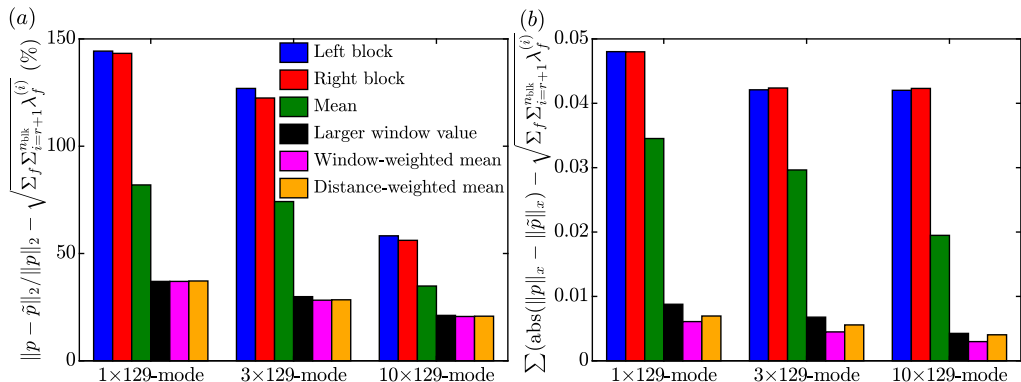 (a)
‖p − p̃‖₂/‖p‖₂ − √(Σ_f Σ_{i=r+1}^{n_blk} λ_f^{(i)}) (%)
150
100
50
0
Left block
Right block
Mean
Larger window value
Window-weighted mean
Distance-weighted mean
1×129-mode 3×129-mode 10×129-mode
(b)
∑(abs(‖p‖ₓ − ‖p̃‖ₓ) − √(Σ_f Σ_{i=r+1}^{n_blk} λ_f^{(i)})
0.05
0.04
0.03
0.02
0.01
0
1×129-mode 3×129-mode 10×129-mode